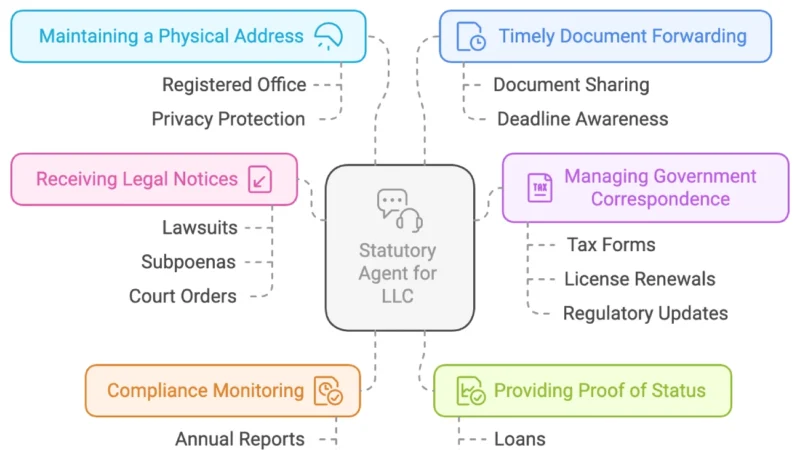 Maintaining a Physical Address
Registered Office
Privacy Protection
Timely Document Forwarding
Document Sharing
Deadline Awareness
Receiving Legal Notices
Lawsuits
Subpoenas
Court Orders
Statutory
Agent for
LLC
TAX
Managing Government
Correspondence
Tax Forms
License Renewals
Regulatory Updates
Compliance Monitoring
Annual Reports
Providing Proof of Status
Loans